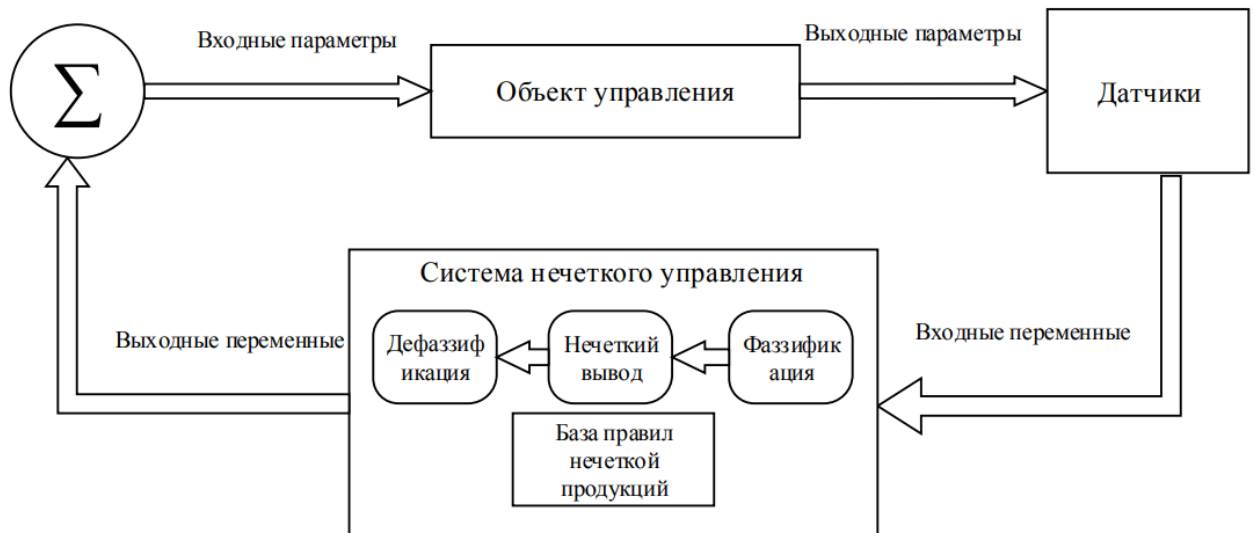 Входные параметры
Выходные параметры
∑
Объект управления
Датчики
Система нечеткого управления
Выходные переменные
Входные переменные
Дефаззиф
икация
Нечеткий
вывод
Фаззифик
ация
База правил
нечеткой
продукций